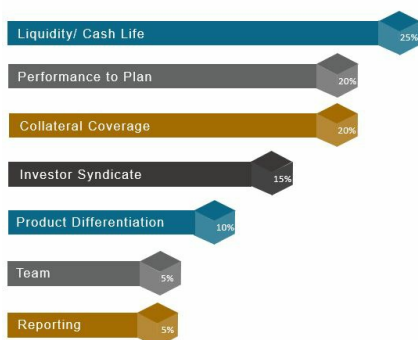 Liquidity/ Cash Life
25%
Performance to Plan
20%
Collateral Coverage
20%
Investor Syndicate
15%
Product Differentiation
10%
Team
5%
Reporting
5%